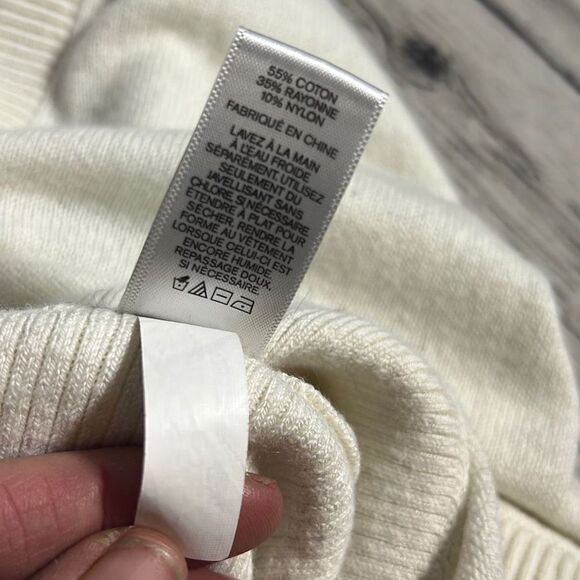 55% COTON
35% RAYONNE
10% NYLON
FABRIQUÉ EN CHINE
LAVEZ À LA MAIN
À L'EAU FROIDE
SÉPARÉMENT. UTILISEZ
SEULEMENT DU
JAVELLISANT SANS
CHLORE, SI NÉCESSAIRE.
ÉTENDRE À PLAT POUR
SÉCHER. RENDRE LA
FORME AU VÊTEMENT
LORSQUE CELUI-CI EST
ENCORE HUMIDE.
REPASSAGE DOUX,
SI NÉCESSAIRE.